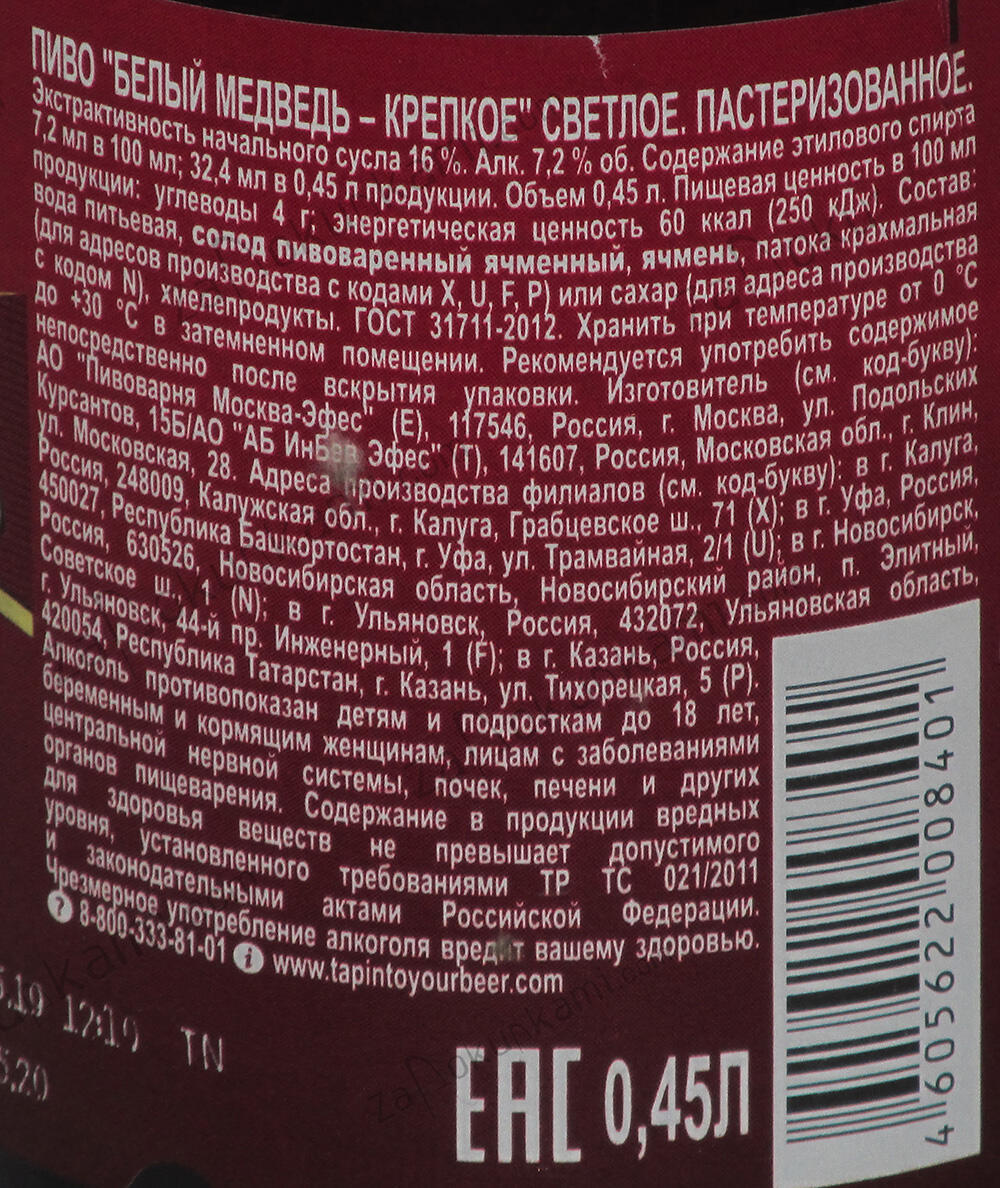 ПИВО "БЕЛЫЙ МЕДВЕДЬ – КРЕПКОЕ" СВЕТЛОЕ. ПАСТЕРИЗОВАННОЕ.
Экстрактивность начального сусла 16 %. Алк. 7,2 % об. Содержание этилового спирта
7,2 мл в 100 мл; 32,4 мл в 0,45 л продукции. Объем 0,45 л. Пищевая ценность в 100 мл
продукции: углеводы 4 г; энергетическая ценность 60 ккал (250 кДж). Состав:
вода питьевая, солод пивоваренный ячменный, ячмень, патока крахмальная
(для адресов производства с кодами X, U, F, P) или сахар (для адреса производства
с кодом N), хмелепродукты. ГОСТ 31711-2012. Хранить при температуре от 0 °С
до +30 °С в затемненном помещении. Рекомендуется употребить содержимое
непосредственно после вскрытия упаковки. Изготовитель (см. код-букву):
АО "Пивоварня Москва-Эфес" (Е), 117546, Россия, г. Москва, ул. Подольских
Курсантов, 15Б/АО "АБ ИнБев Эфес" (Т), 141607, Россия, Московская обл., г. Клин,
ул. Московская, 28. Адреса производства филиалов (см. код-букву): в г. Калуга,
Россия, 248009, Калужская обл., г. Калуга, Грабцевское ш., 71 (X); в г. Уфа, Россия,
450027, Республика Башкортостан, г. Уфа, ул. Трамвайная, 2/1 (U); в г. Новосибирск,
Россия, 630526, Новосибирская область, Новосибирский район, п. Элитный,
Советское ш., 1 (N); в г. Ульяновск, Россия, 432072, Ульяновская область,
г. Ульяновск, 44-й пр. Инженерный, 1 (F); в г. Казань, Россия,
420054, Республика Татарстан, г. Казань, ул. Тихорецкая, 5 (P).
Алкоголь противопоказан детям и подросткам до 18 лет,
беременным и кормящим женщинам, лицам с заболеваниями
центральной нервной системы, почек, печени и других
органов пищеварения. Содержание в продукции вредных
для здоровья веществ не превышает допустимого
уровня, установленного требованиями ТР ТС 021/2011
и законодательными актами Российской Федерации.
Чрезмерное употребление алкоголя вредит вашему здоровью.
? 8-800-333-81-01 i www.tapintoyourbeer.com
5.19 12:10 TN
5.20
ЕАС 0,45Л
4 605622 008401